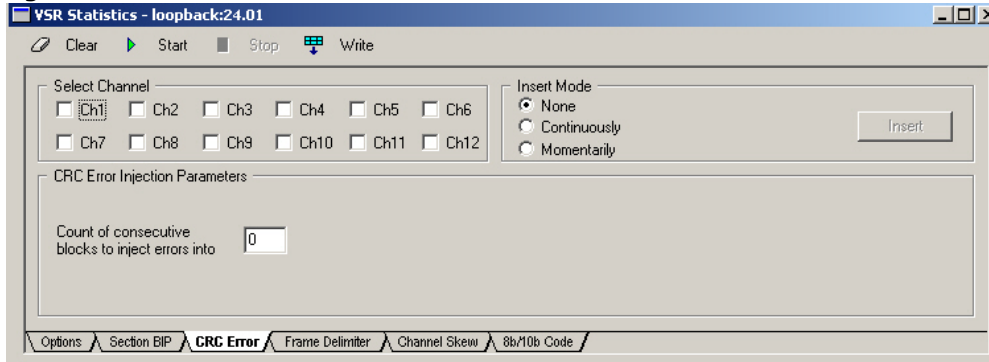 VSR Statistics - loopback:24.01
Clear Start Stop Write
Select Channel
Ch1 Ch2 Ch3 Ch4 Ch5 Ch6
Ch7 Ch8 Ch9 Ch10 Ch11 Ch12
Insert Mode
None
Continuously
Momentarily
Insert
CRC Error Injection Parameters
Count of consecutive
blocks to inject errors into
0
Options Section BIP CRC Error Frame Delimiter Channel Skew 8b/10b Code